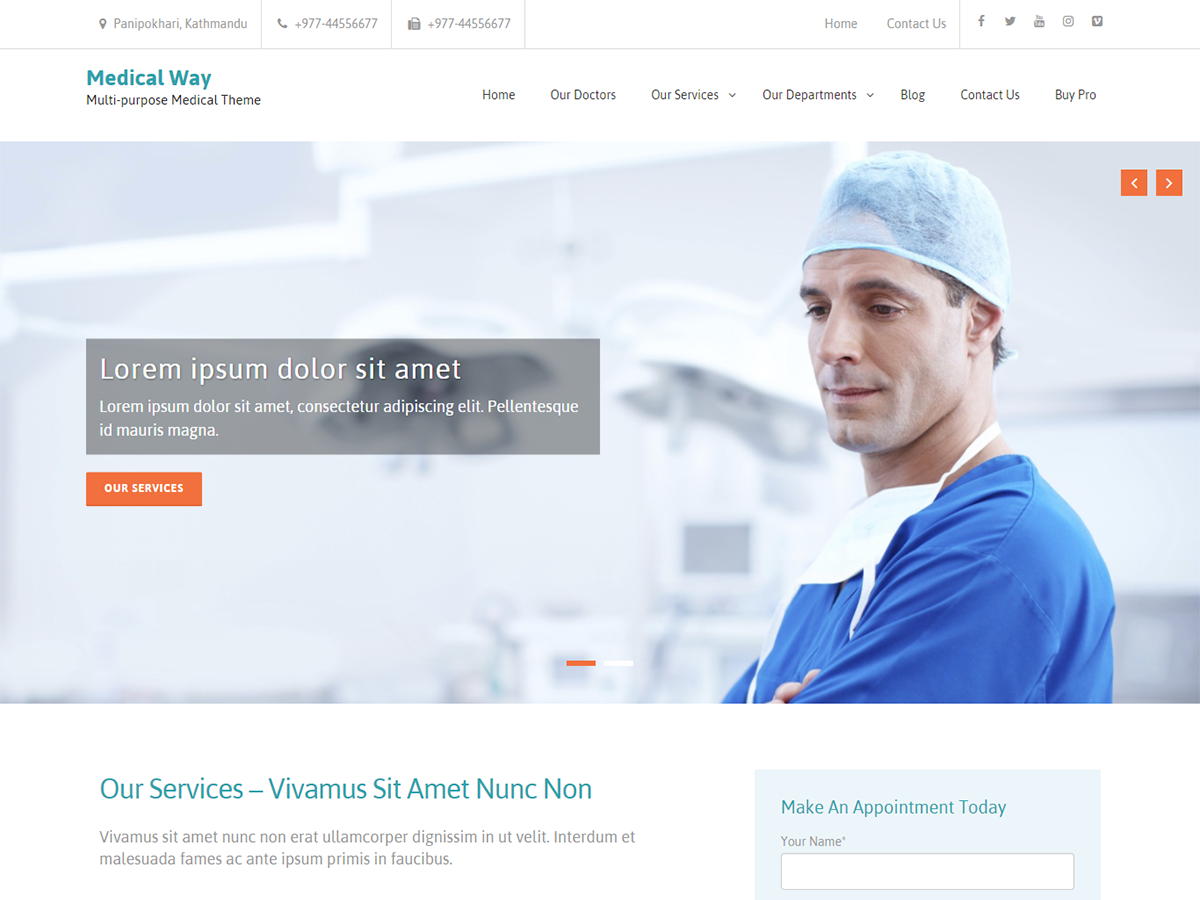 Panipokhari, Kathmandu
+977-44556677
+977-44556677
Home
Contact Us
Medical Way
Multi-purpose Medical Theme
Home
Our Doctors
Our Services
Our Departments
Blog
Contact Us
Buy Pro
Lorem ipsum dolor sit amet
Lorem ipsum dolor sit amet, consectetur adipiscing elit. Pellentesque
id mauris magna.
OUR SERVICES
Our Services – Vivamus Sit Amet Nunc Non
Vivamus sit amet nunc non erat ullamcorper dignissim in ut velit. Interdum et
malesuada fames ac ante ipsum primis in faucibus.
Make An Appointment Today
Your Name*